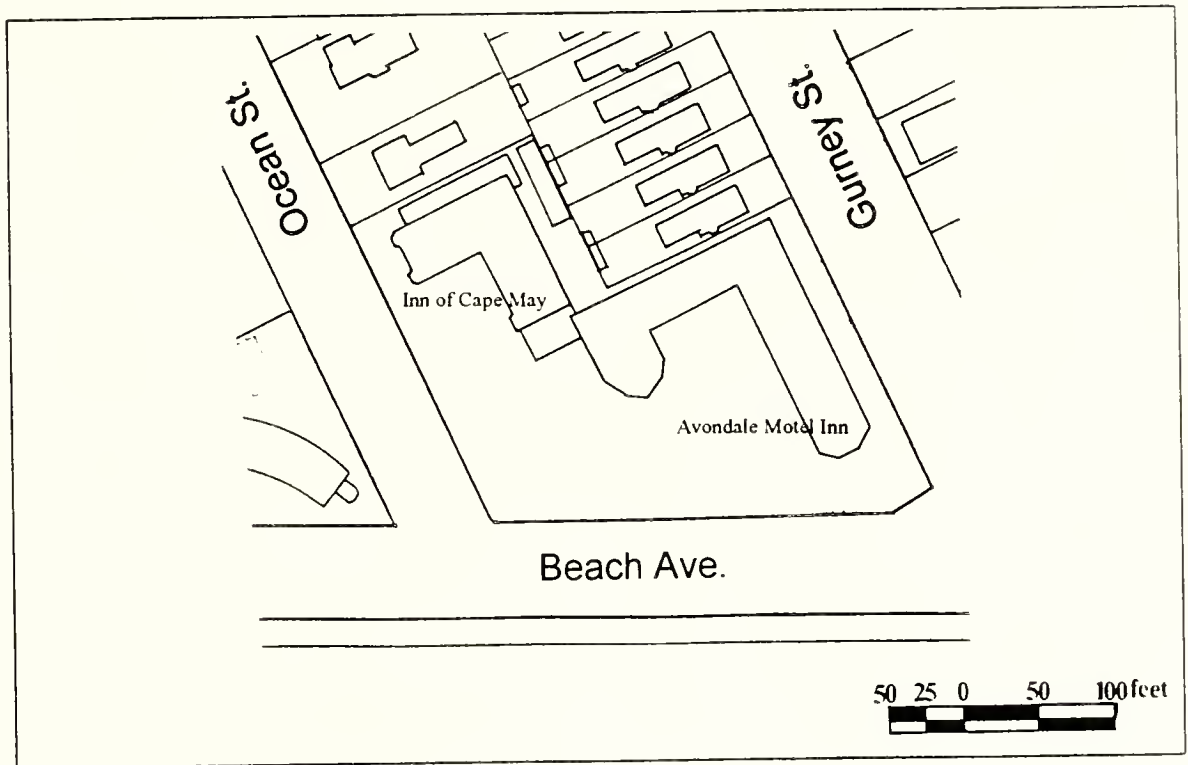 Ocean St.
Gurney St.
Inn of Cape May
Avondale Motel Inn
Beach Ave.
50 25 0 50 100 feet